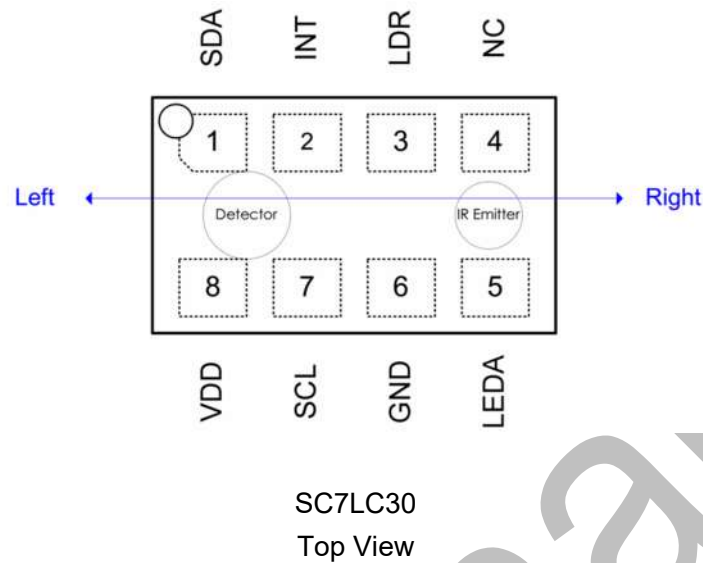 SDA INT LDR NC
1 2 3 4
Left Right
Detector IR Emitter
8 7 6 5
VDD SCL GND LEDA
SC7LC30
Top View